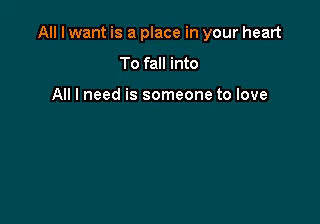 All I want is a place in your heart
To fall into
All I need is someone to love